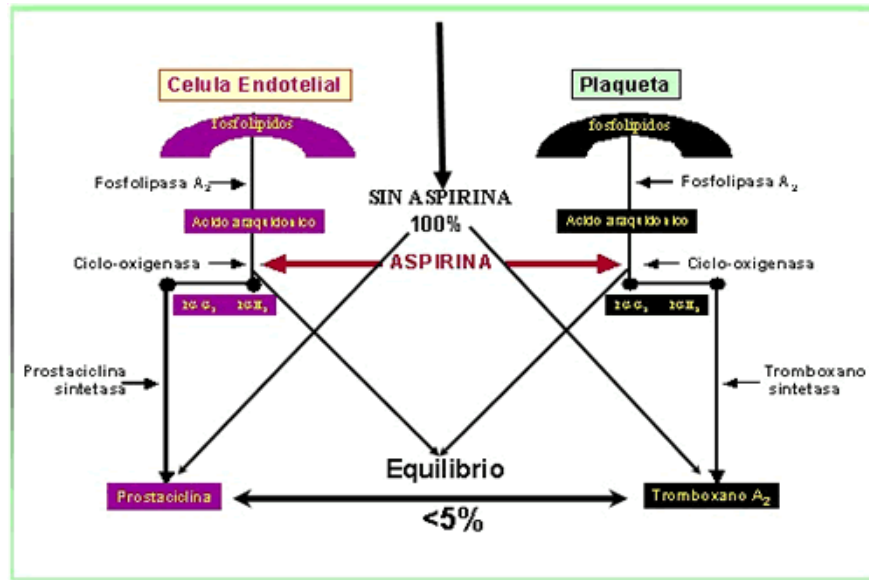 Celula Endotelial
Plaqueta
fosfolipidos
fosfolipidos
Fosfolipasa A₂
Fosfolipasa A₂
SIN ASPIRINA
100%
Acido araquidonico
Acido araquidonico
Ciclo-oxigenasa
ASPIRINA
Ciclo-oxigenasa
Prostaciclina
sintetasa
Tromboxano
sintetasa
Equilibrio
Prostaciclina
Tromboxano A₂
<5%